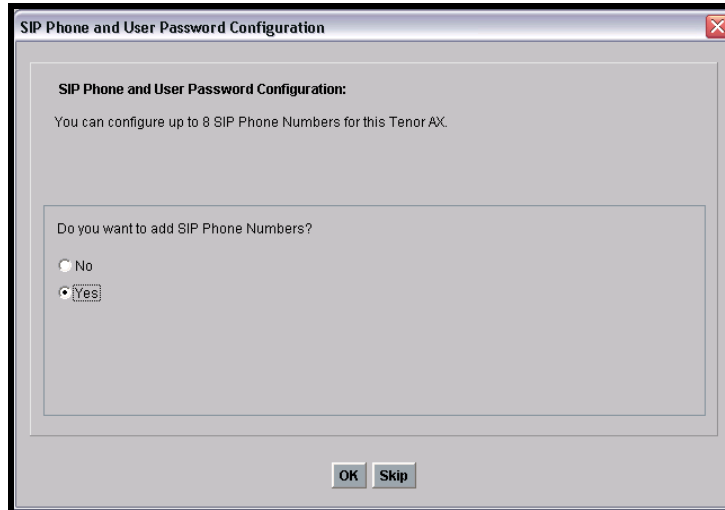 SIP Phone and User Password Configuration
SIP Phone and User Password Configuration:
You can configure up to 8 SIP Phone Numbers for this Tenor AX.
Do you want to add SIP Phone Numbers?
No
Yes
OK Skip